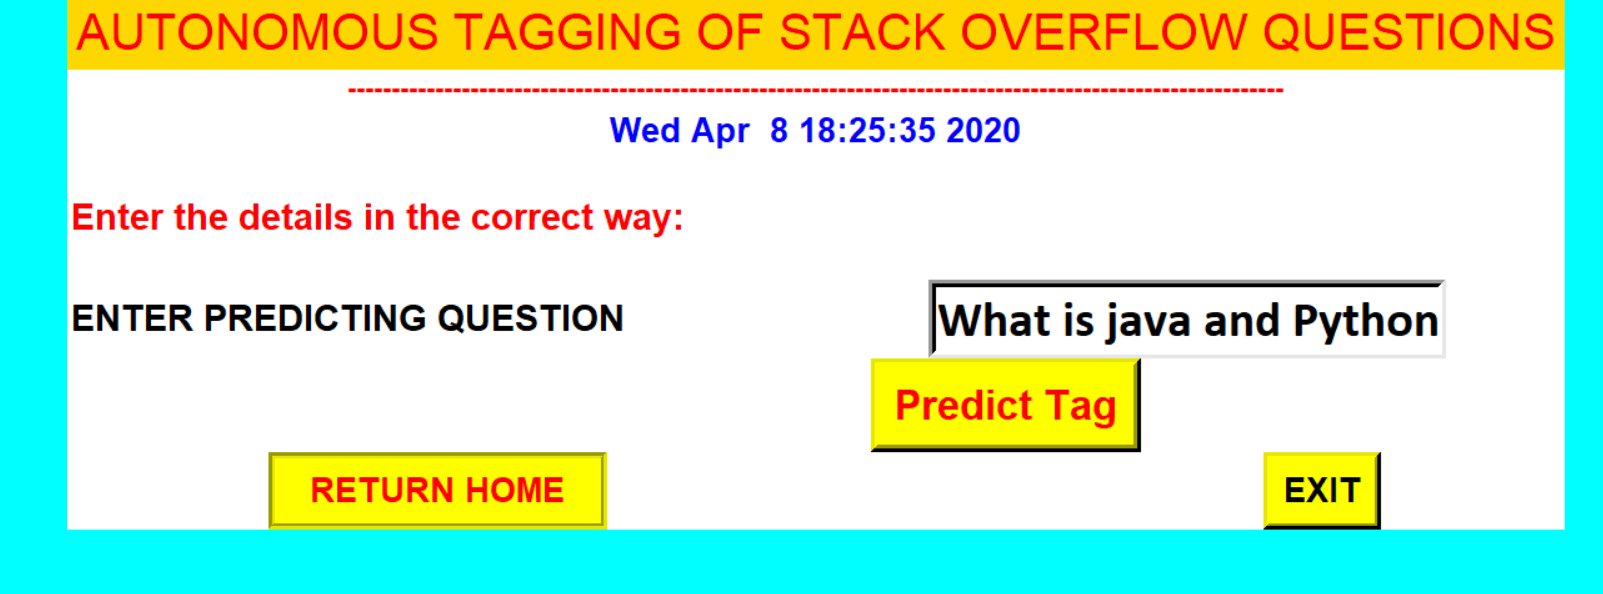 AUTONOMOUS TAGGING OF STACK OVERFLOW QUESTIONS
-----------------------------------------------------------------------------------------------------------
Wed Apr  8 18:25:35 2020
Enter the details in the correct way:
ENTER PREDICTING QUESTION
What is java and Python
Predict Tag
RETURN HOME
EXIT